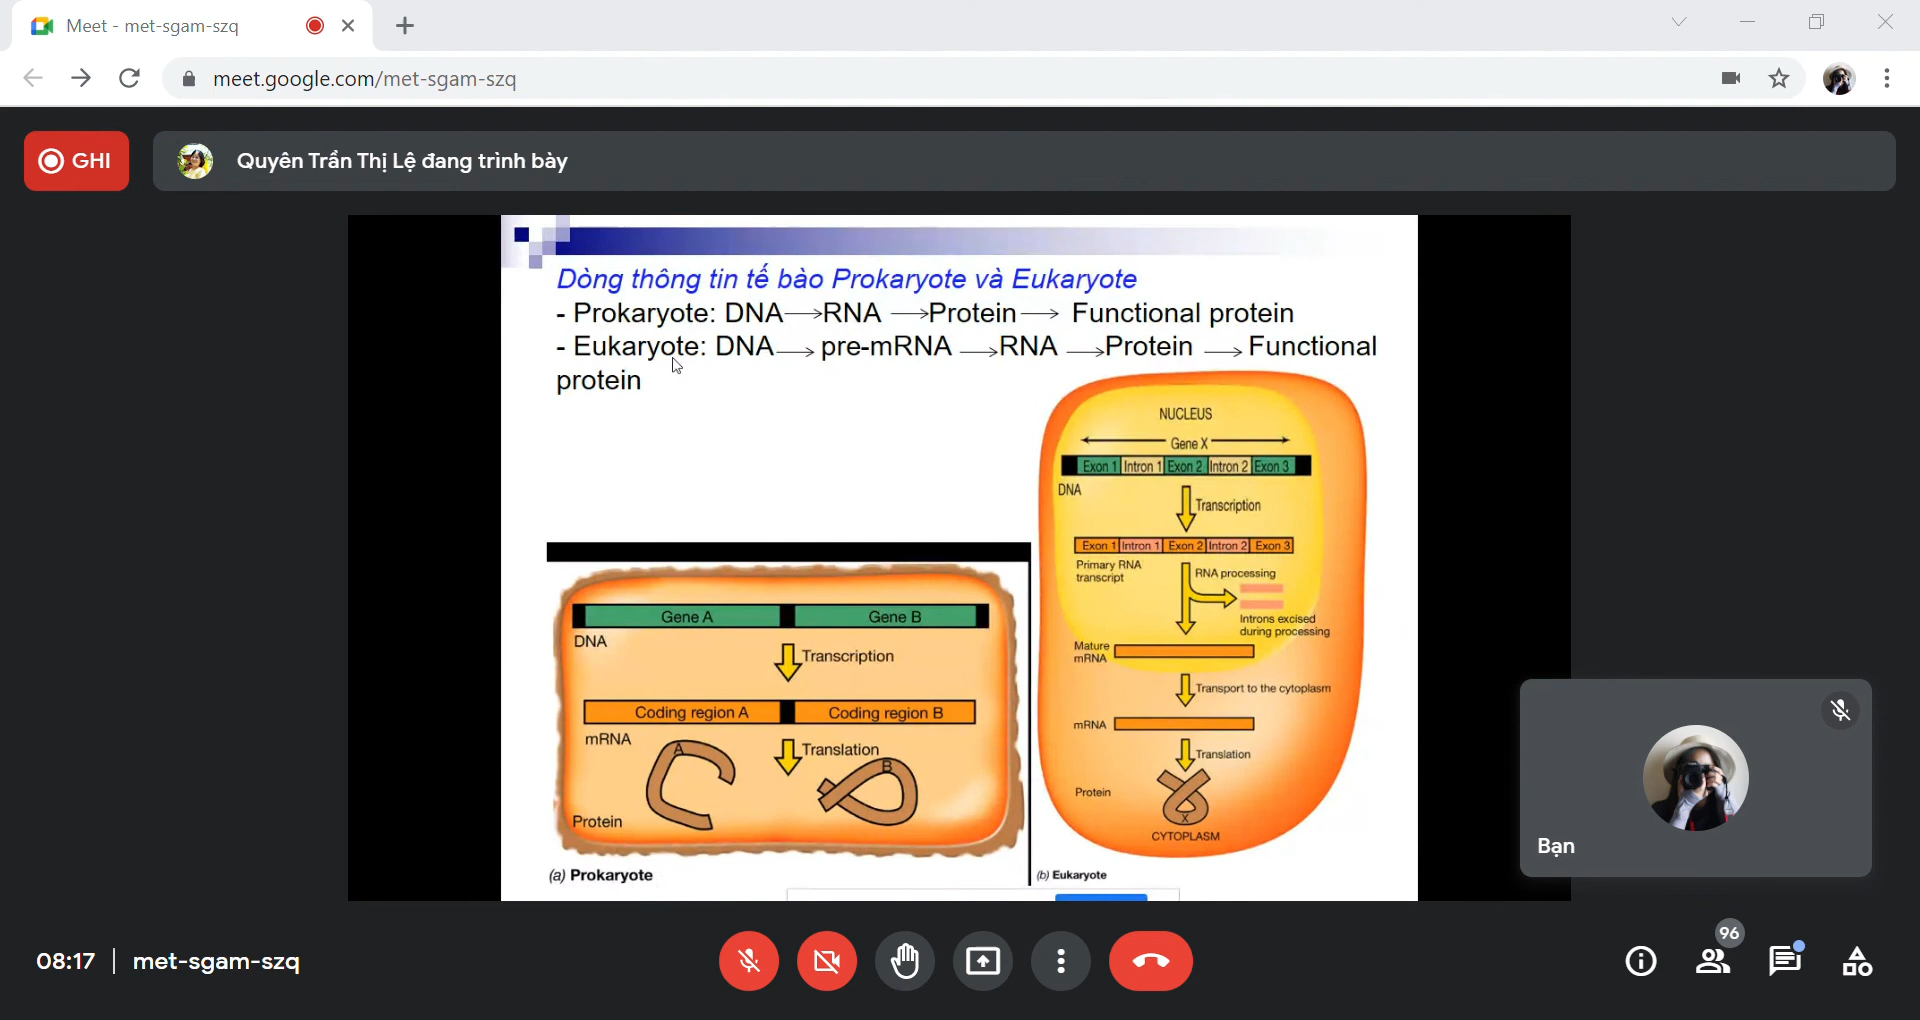 Meet - met-sgam-szq
meet.google.com/met-sgam-szq
GHI
Quyên Trần Thị Lệ đang trình bày
Dòng thông tin tế bào Prokaryote và Eukaryote
- Prokaryote: DNA→RNA →Protein→ Functional protein
- Eukaryote: DNA→ pre-mRNA →RNA →Protein →Functional
protein
Gene A
Gene B
DNA
Transcription
Coding region A
Coding region B
mRNA
Translation
A
B
Protein
(a) Prokaryote
NUCLEUS
Gene X
Exon 1 Intron 1 Exon 2 Intron 2 Exon 3
DNA
Transcription
Exon 1 Intron 1 Exon 2 Intron 2 Exon 3
Primary RNA
transcript
RNA processing
Introns excised
during processing
Mature
mRNA
Transport to the cytoplasm
mRNA
Translation
Protein
X
CYTOPLASM
(b) Eukaryote
Bạn
08:17 | met-sgam-szq
96